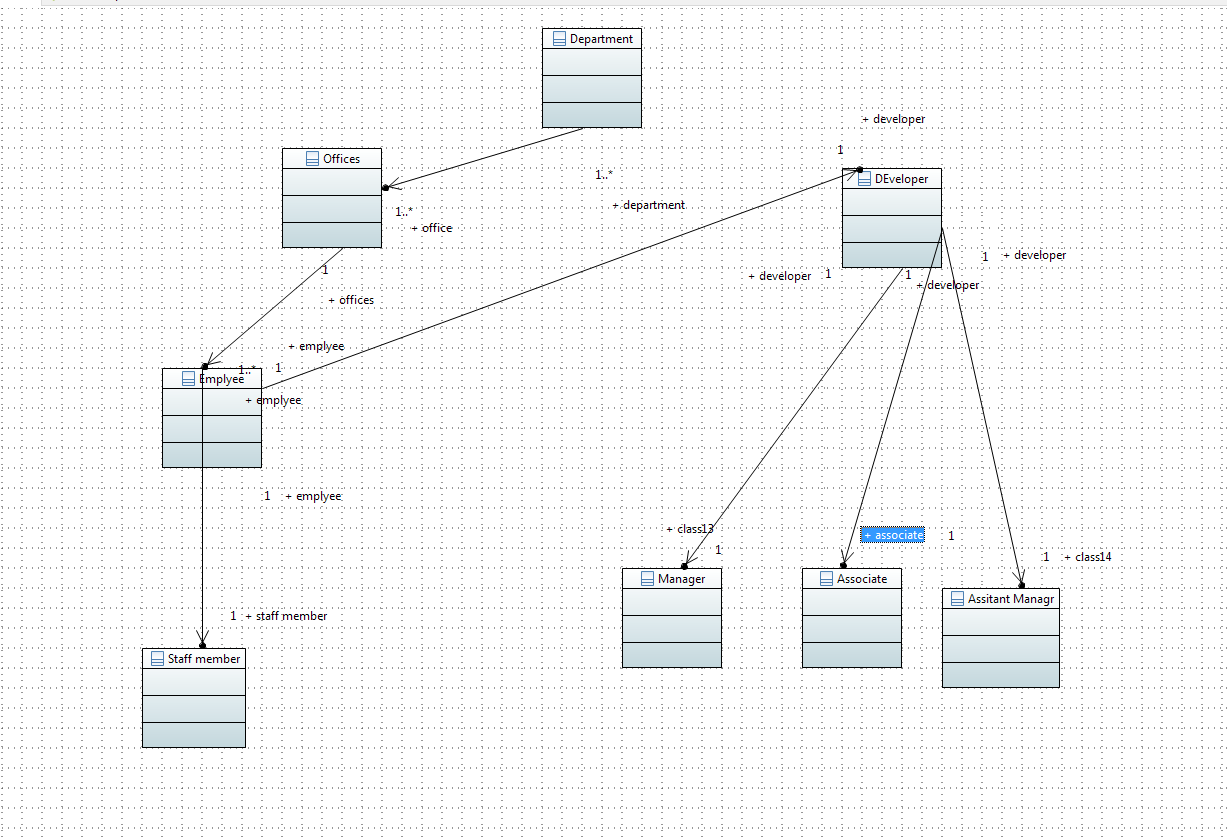 Department
+ developer
1
Offices
1..*
DEveloper
+ department
1..*
+ office
1
+ developer
1
+ developer
1
1
+ developer
+ offices
+ emplyee
1..*
1
Emplyee
+ emplyee
1
+ emplyee
+ class13
+ associate
1
1
1
+ class14
Manager
Associate
Assitant Managr
1
+ staff member
Staff member